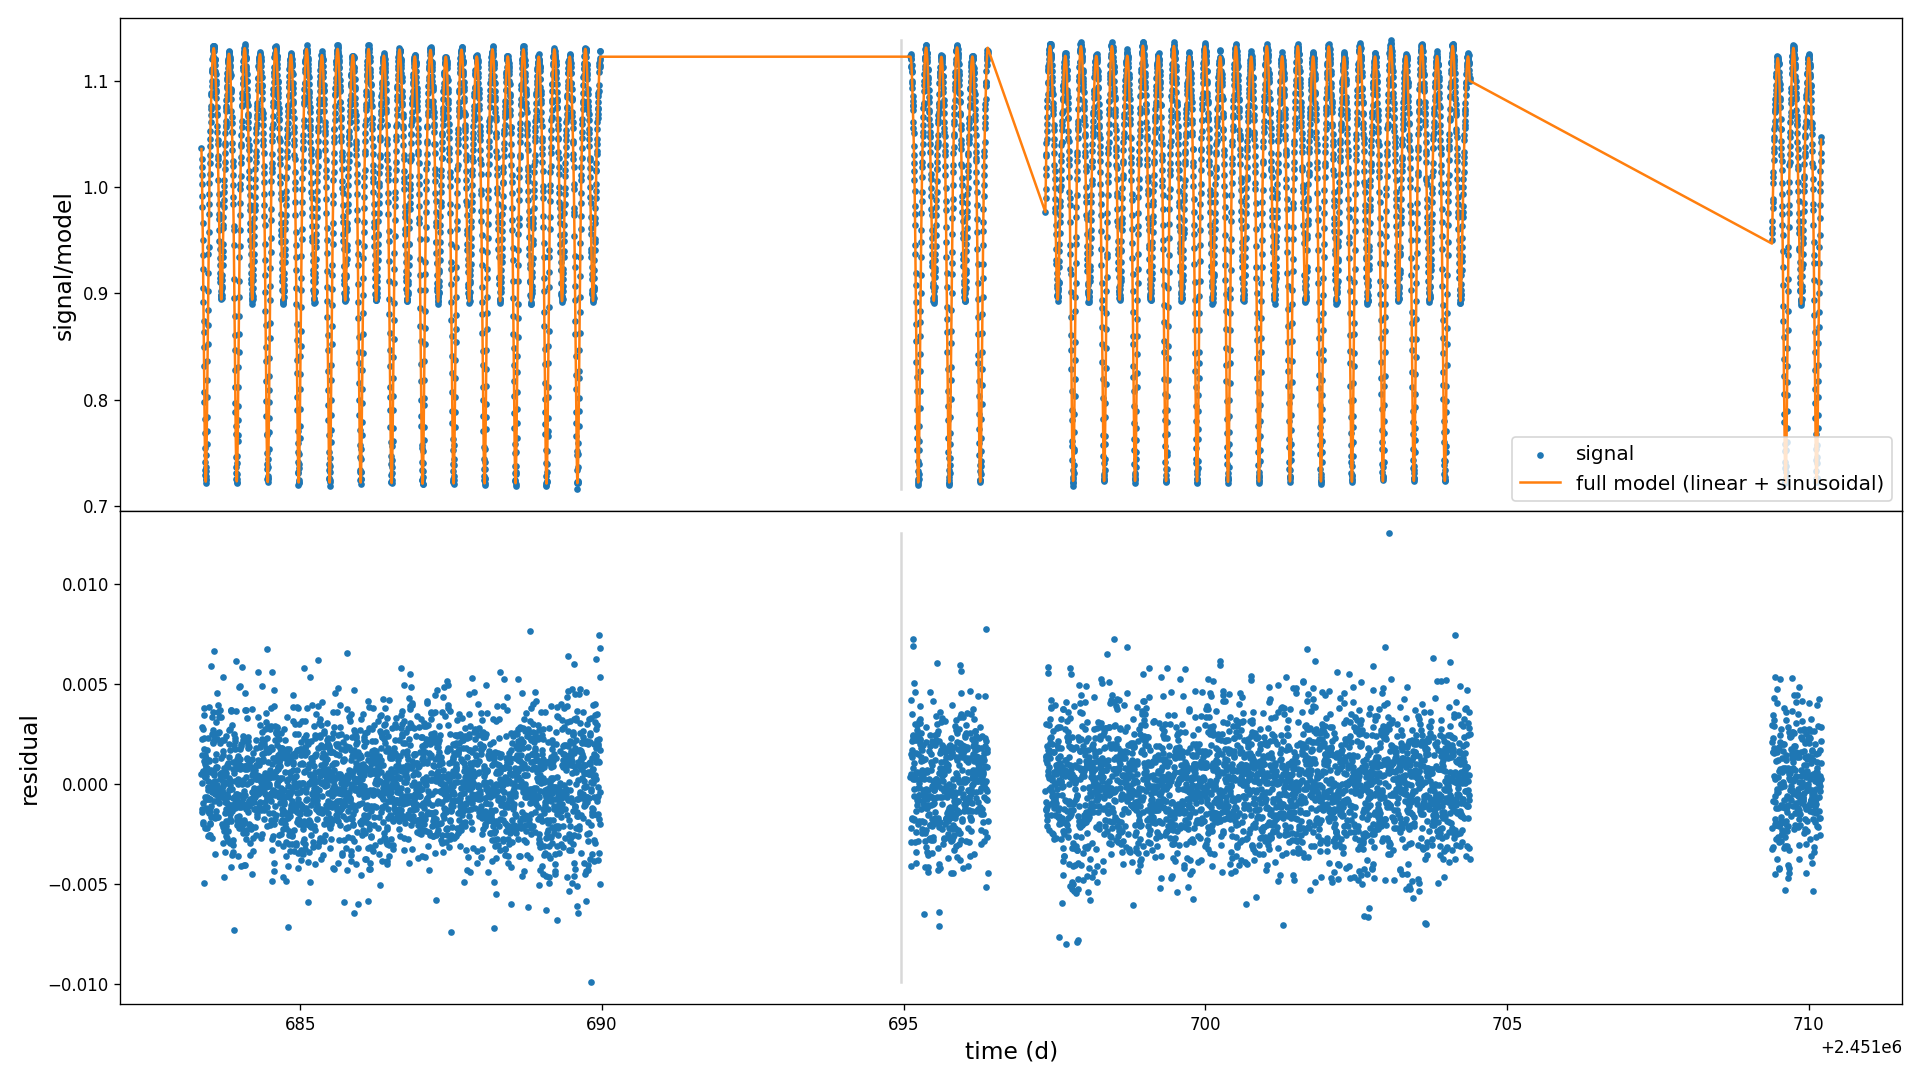 1.1
1.0
0.9
0.8
0.7
signal/model
signal
full model (linear + sinusoidal)
0.010
0.005
0.000
−0.005
−0.010
residual
685
690
695
700
705
710
time (d)
+2.451e6